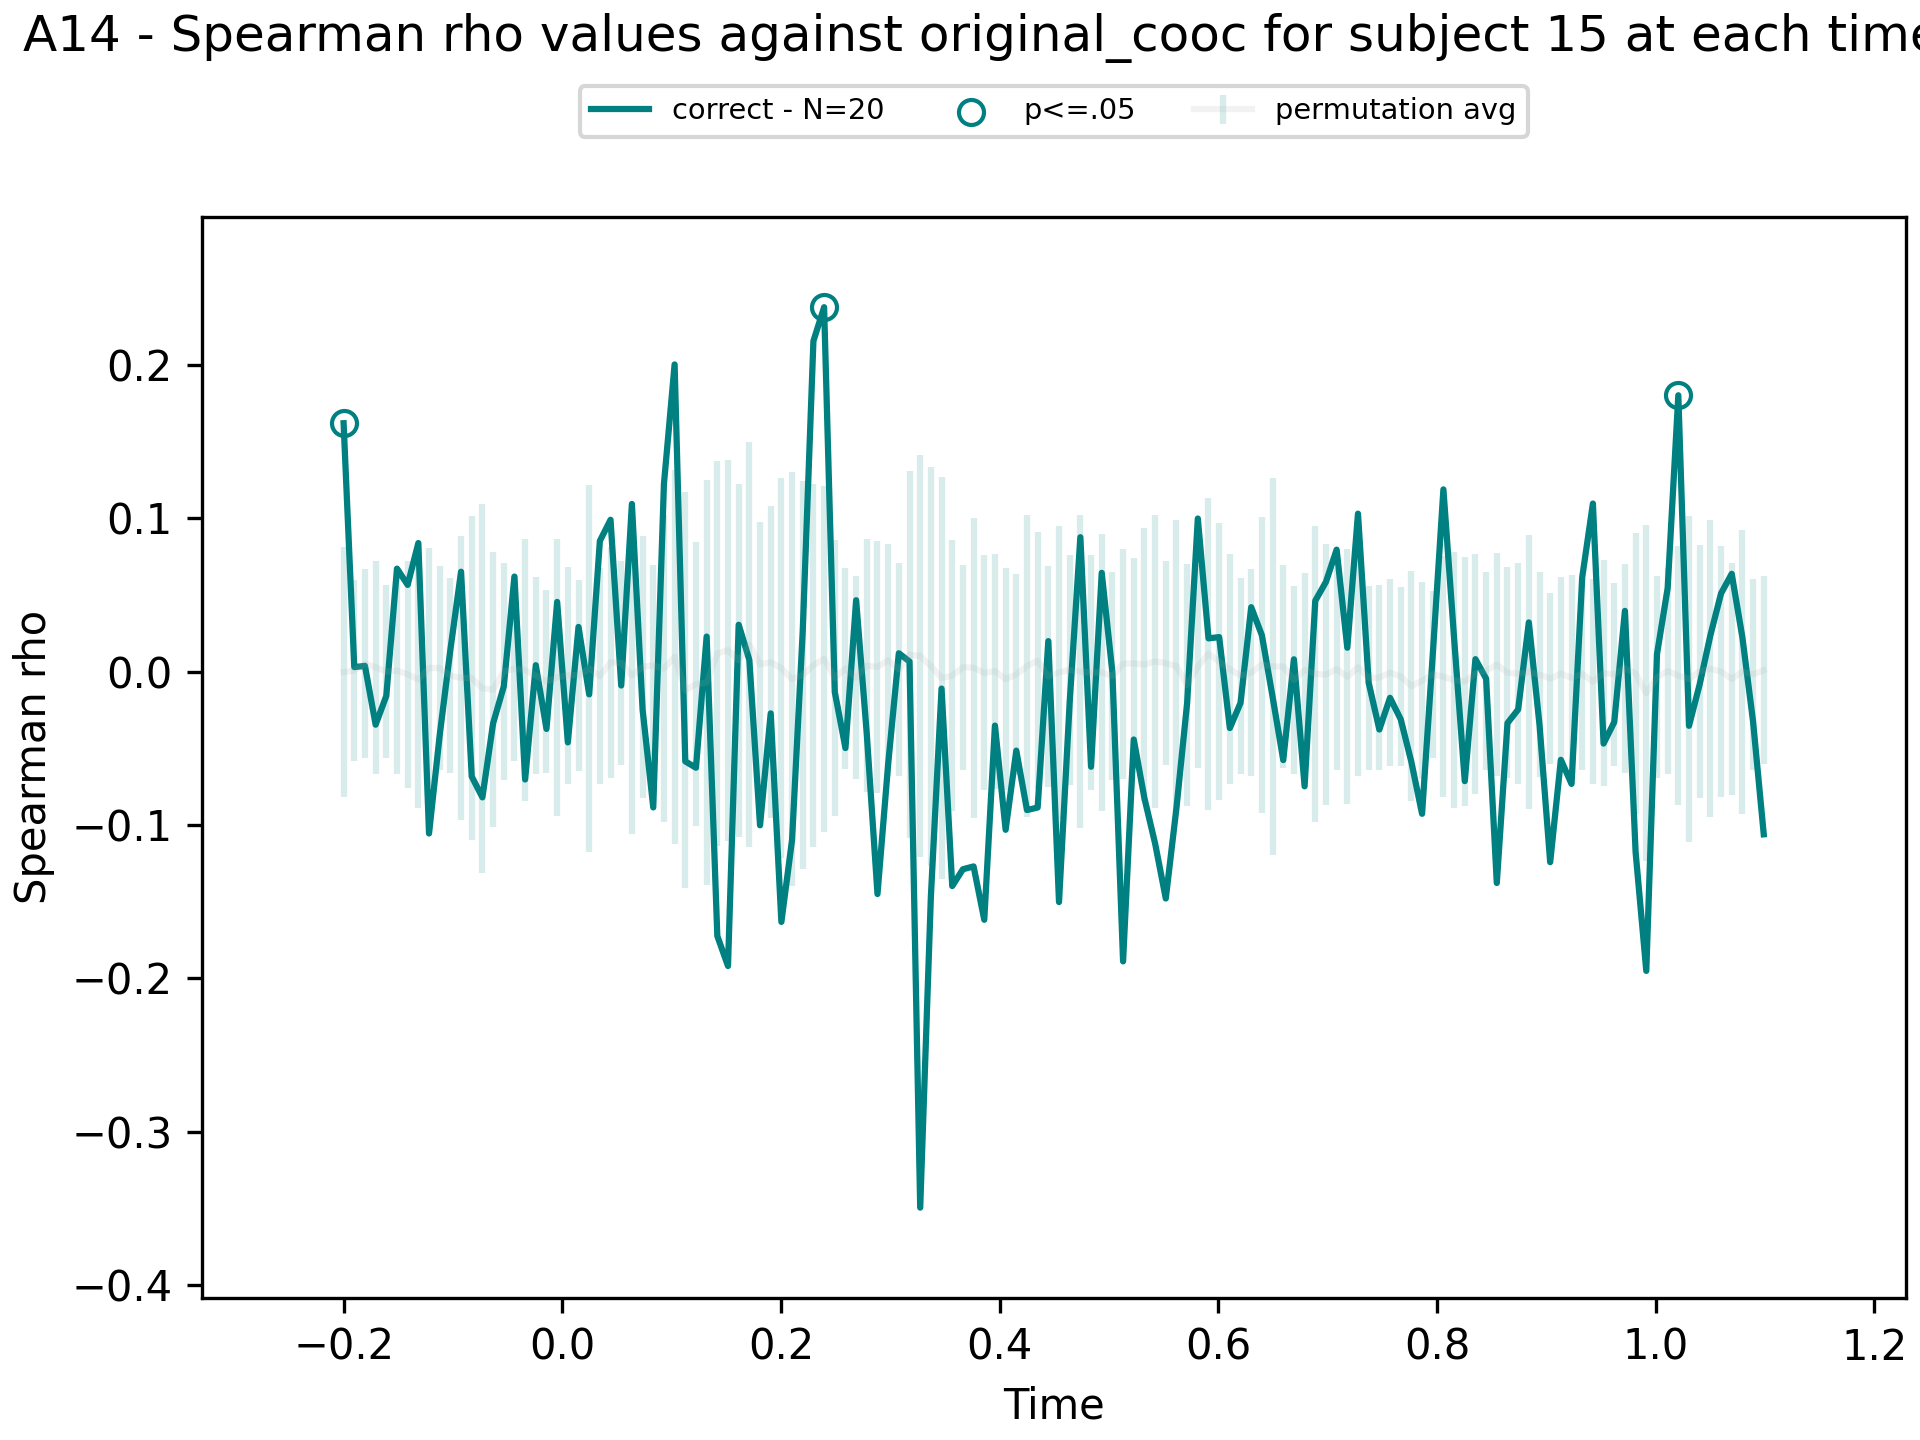 A14 - Spearman rho values against original_cooc for subject 15 at each time
correct - N=20 p<=.05 permutation avg
Spearman rho
0.2
0.1
0.0
−0.1
−0.2
−0.3
−0.4
−0.2 0.0 0.2 0.4 0.6 0.8 1.0 1.2
Time